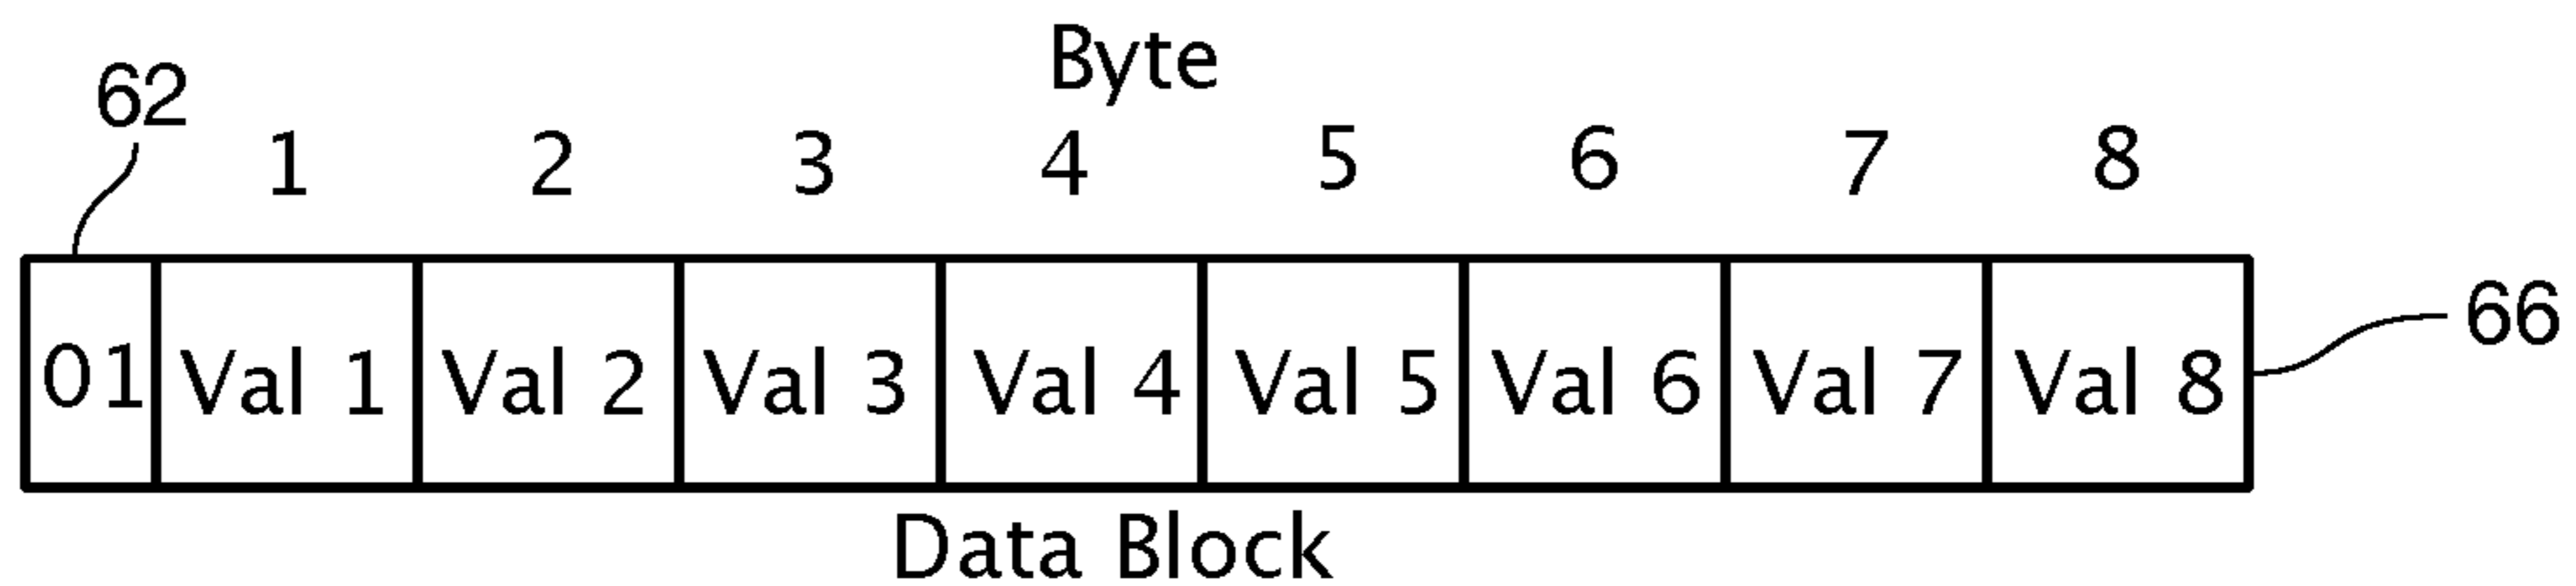 Byte
62
1 2 3 4 5 6 7 8
01 Val 1 Val 2 Val 3 Val 4 Val 5 Val 6 Val 7 Val 8
66
Data Block